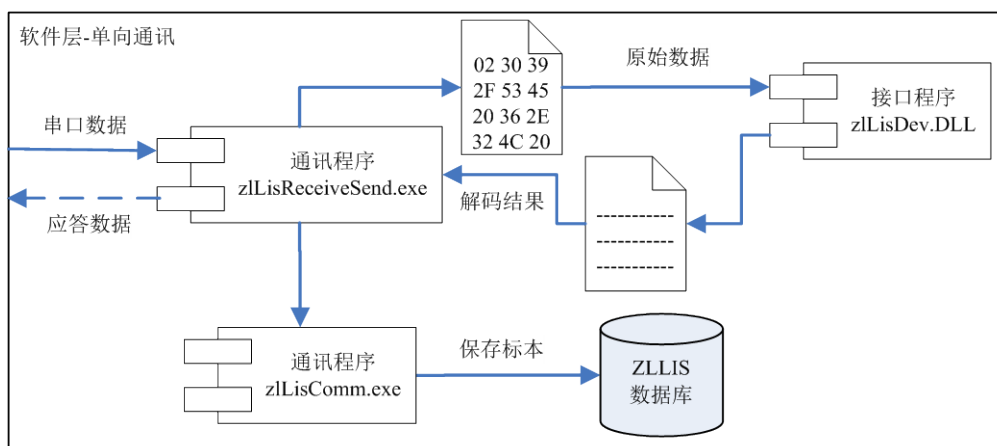 软件层-单向通讯
02 30 39
2F 53 45
20 36 2E
32 4C 20
原始数据
接口程序
zlLisDev.DLL
串口数据
通讯程序
zlLisReceiveSend.exe
应答数据
解码结果
通讯程序
zlLisComm.exe
保存标本
ZLLIS
数据库